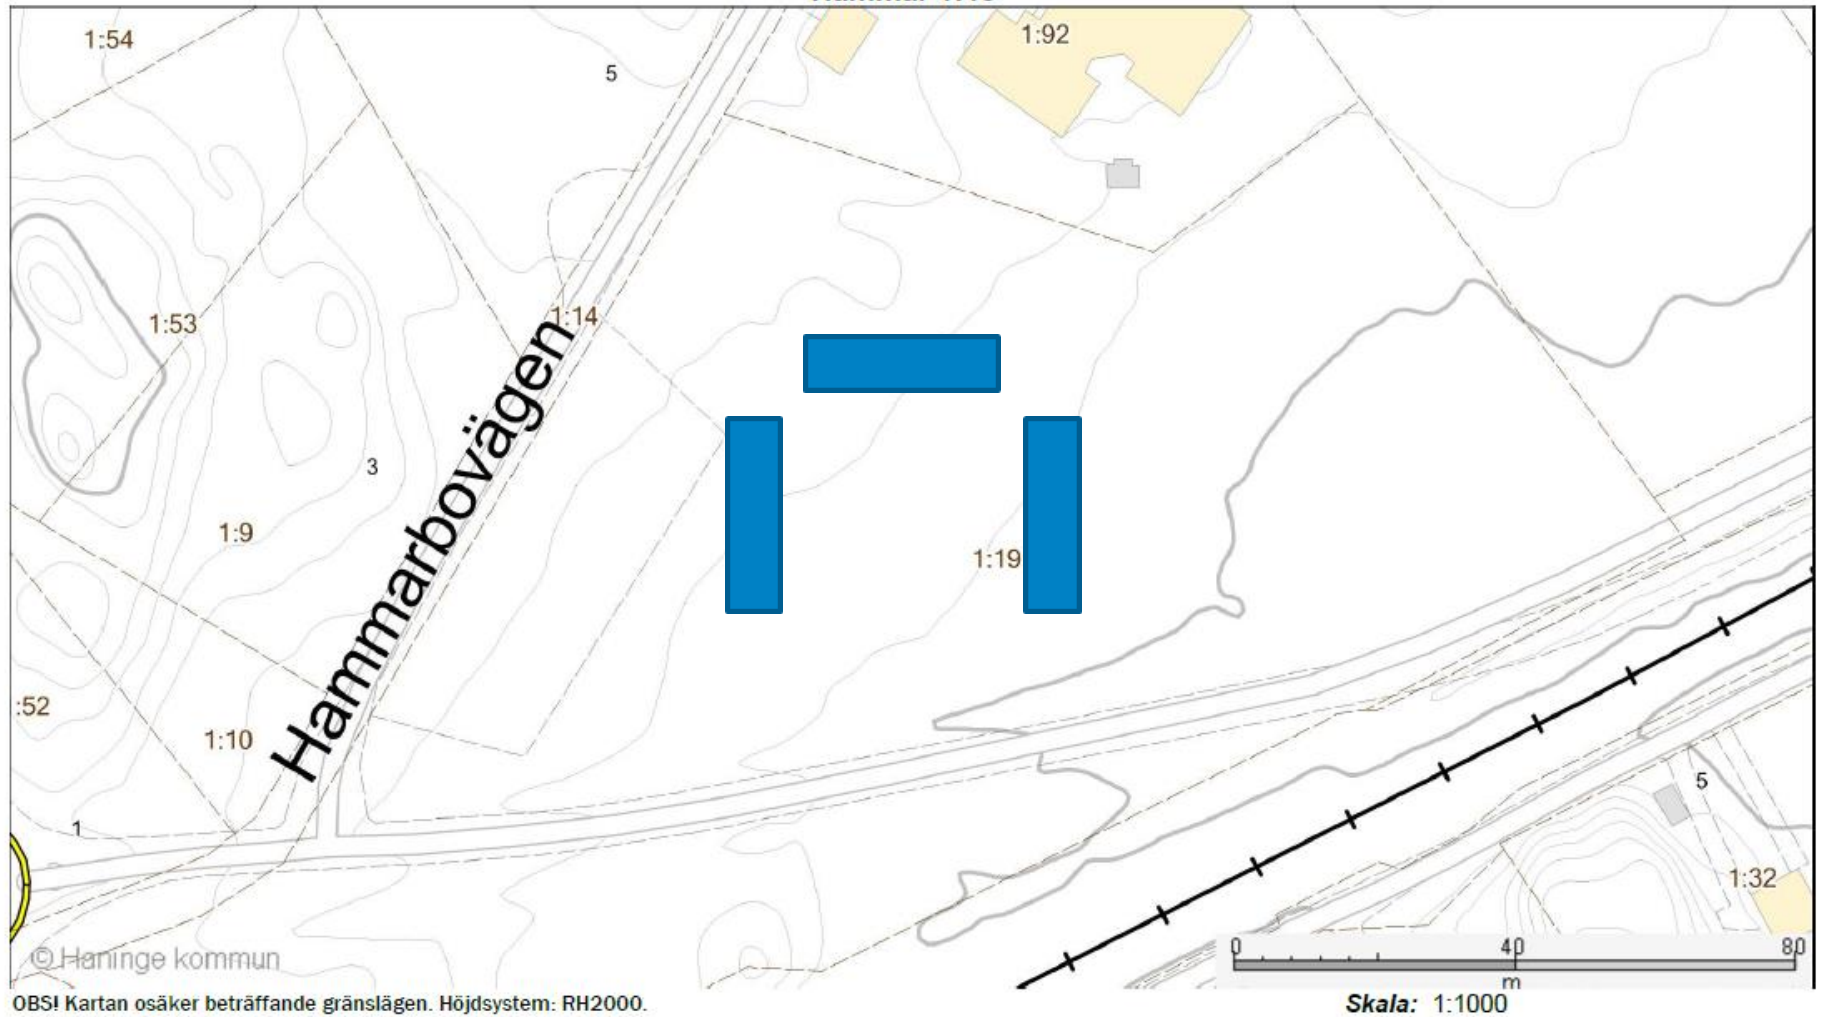 1:54
1:92
5
1:53
1:14
Hammarbovägen
3
1:9
1:19
:52
1:10
1
5
1:32
0 40 80
m
© Haninge kommun
OBS! Kartan osäker beträffande gränslägen. Höjdsystem: RH2000.
Skala: 1:1000